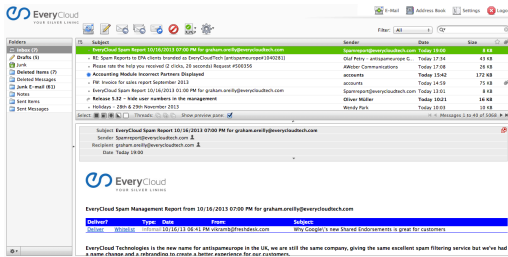 EveryCloud
YOUR SILVER LINING
E-Mail Address Book Settings Logou
Filter: All
Folders
Inbox (7)
Drafts (5)
Junk
Deleted Items (7)
Deleted Messages
Junk E-mail (61)
Notes
Sent Items
Sent Messages
Subject Sender Date Size
EveryCloud Spam Report 10/16/2013 07:00 PM for graham.oreilly@everycloudtech.com Spamreport@everycloudtech.com Today 19:00 8 KB
RE: Spam Reports to EPA clients branded as EveryCloudTech [antispameurope#1040281] Olaf Petry - antispameurope G... Today 17:34 43 KB
Please rate the help you received (2 clicks, 20 seconds) Request #500356 AWeber Communications Today 17:08 26 KB
Accounting Module Incorrect Partners Displayed accounts Today 15:42 172 KB
FW: Invoice for sales report September 2013 accounts Today 14:59 75 KB
EveryCloud Spam Report 10/16/2013 01:00 PM for graham.oreilly@everycloudtech.com Spamreport@everycloudtech.com Today 13:01 8 KB
Release 5.32 - hide user numbers in the management Oliver Müller Today 10:21 16 KB
Holidays - 28th & 29th November 2013 Wendy Park Today 10:03 10 KB
Select: Threads: Show preview pane: Messages 1 to 40 of 5068
Subject EveryCloud Spam Report 10/16/2013 07:00 PM for graham.oreilly@everycloudtech.com
Sender Spamreport@everycloudtech.com
Recipient graham.oreilly@everycloudtech.com
Date Today 19:00
EveryCloud
YOUR SILVER LINING
EveryCloud Spam Management Report from 10/16/2013 07:00 PM for graham.oreilly@everycloudtech.com
Deliver? Type: Date From: Subject:
Deliver Whitelist Infomail 10/16/13 06:41 PM vikramb@freshdesk.com Why Google\'s new Shared Endorsements is great for customers
EveryCloud Technologies is the new name for antispameurope in the UK, we are still the same company, giving the same excellent spam filtering service but we've had
a name change and a rebranding to create a better experience for our customers.